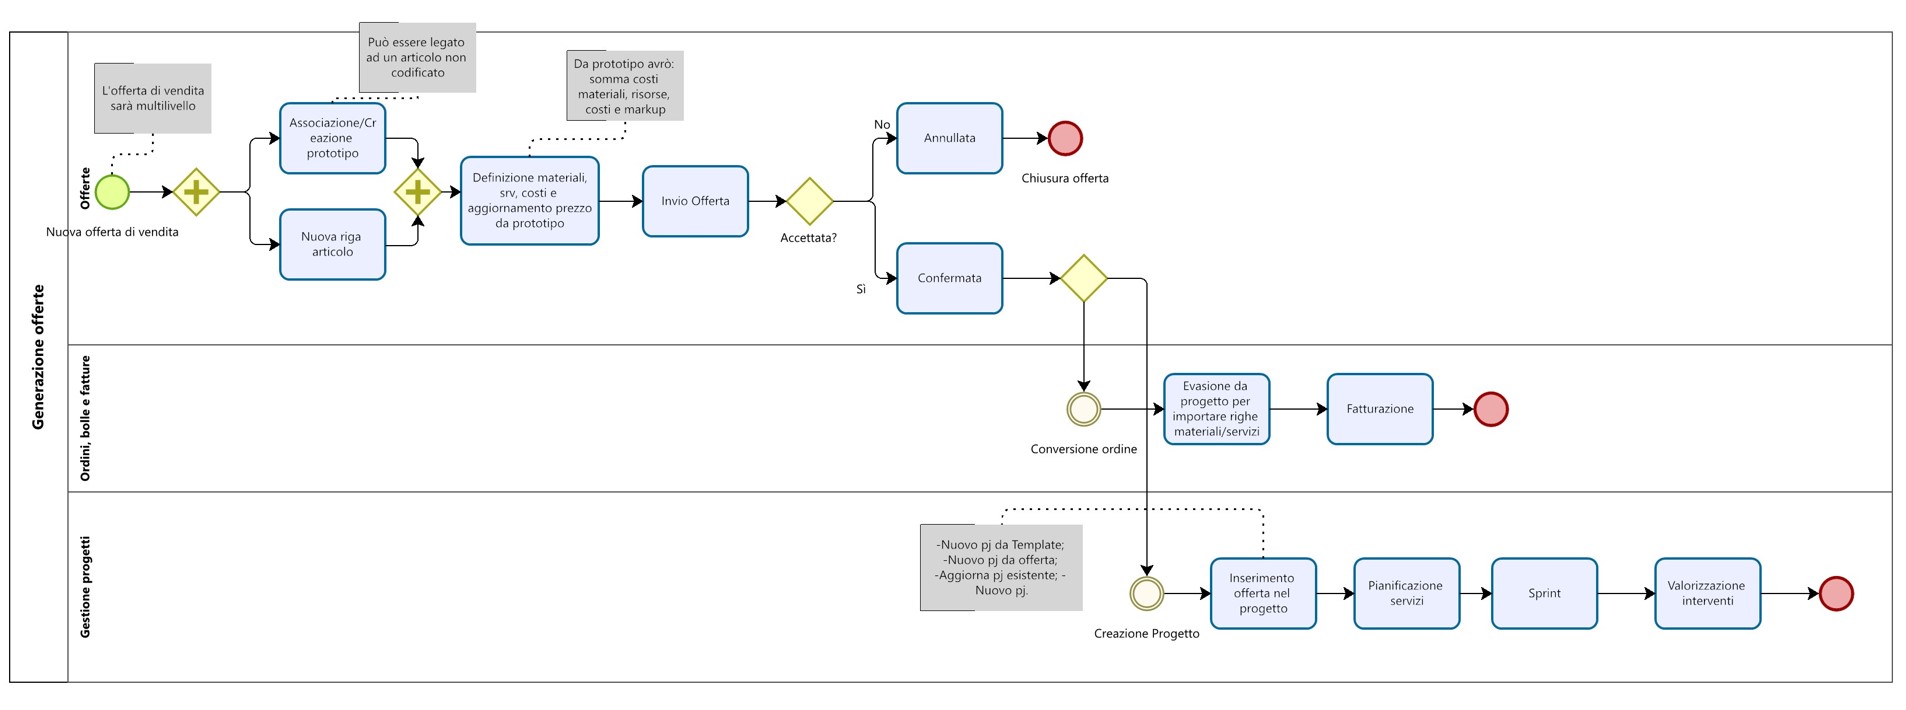 Generazione offerte
Offerte
L'offerta di vendita
sarà multilivello
Nuova offerta di vendita
Può essere legato
ad un articolo non
codificato
Associazione/Cr
eazione
prototipo
Nuova riga
articolo
Da prototipo avrò:
somma costi
materiali, risorse,
costi e markup
Definizione materiali,
srv, costi e
aggiornamento prezzo
da prototipo
Invio Offerta
Accettata?
No
Annullata
Chiusura offerta
Sì
Confermata
Ordini, bolle e fatture
Conversione ordine
Evasione da
progetto per
importare righe
materiali/servizi
Fatturazione
Gestione progetti
-Nuovo pj da Template;
-Nuovo pj da offerta;
-Aggiorna pj esistente; -
Nuovo pj.
Creazione Progetto
Inserimento
offerta nel
progetto
Pianificazione
servizi
Sprint
Valorizzazione
interventi